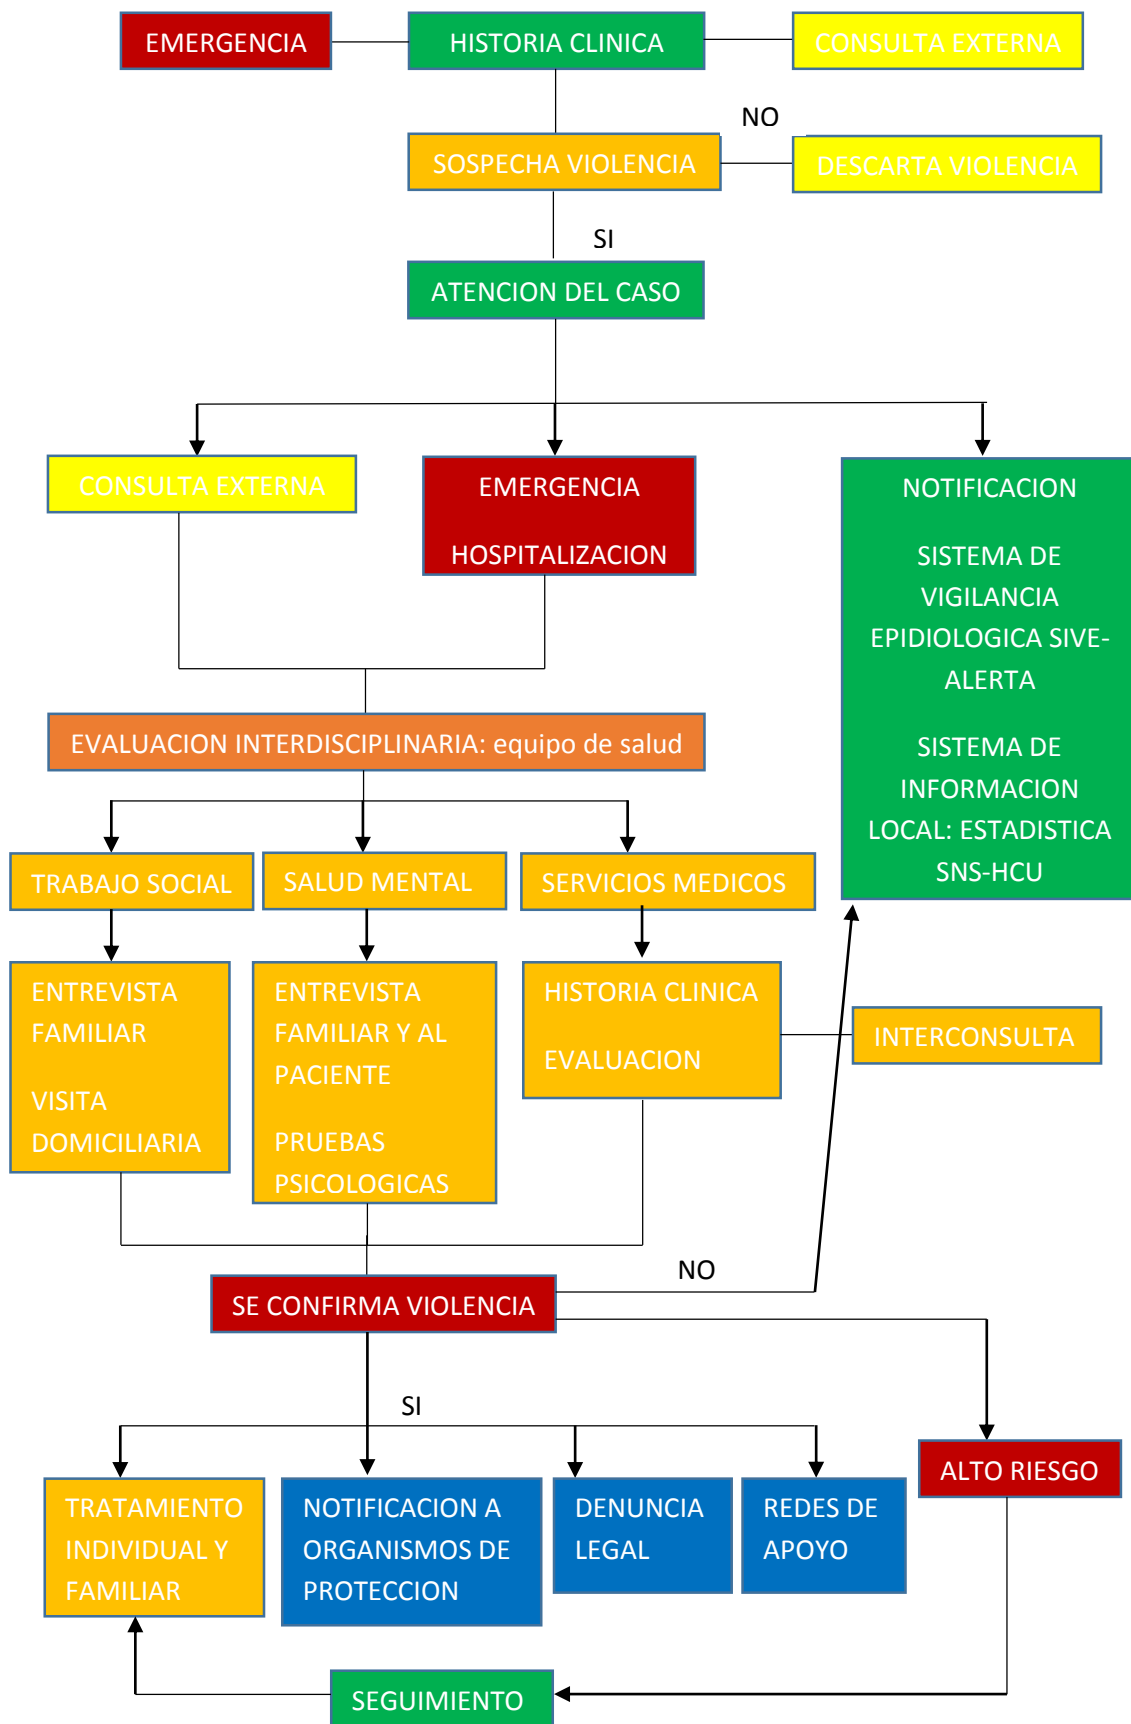 EMERGENCIA
HISTORIA CLINICA
CONSULTA EXTERNA
NO
SOSPECHA VIOLENCIA
DESCARTA VIOLENCIA
SI
ATENCION DEL CASO
CONSULTA EXTERNA
EMERGENCIA
HOSPITALIZACION
NOTIFICACION
SISTEMA DE
VIGILANCIA
EPIDIOLOGICA SIVE-
ALERTA
SISTEMA DE
INFORMACION
LOCAL: ESTADISTICA
SNS-HCU
EVALUACION INTERDISCIPLINARIA: equipo de salud
TRABAJO SOCIAL
SALUD MENTAL
SERVICIOS MEDICOS
ENTREVISTA
FAMILIAR
VISITA
DOMICILIARIA
ENTREVISTA
FAMILIAR Y AL
PACIENTE
PRUEBAS
PSICOLOGICAS
HISTORIA CLINICA
EVALUACION
INTERCONSULTA
NO
SE CONFIRMA VIOLENCIA
SI
ALTO RIESGO
TRATAMIENTO
INDIVIDUAL Y
FAMILIAR
NOTIFICACION A
ORGANISMOS DE
PROTECCION
DENUNCIA
LEGAL
REDES DE
APOYO
SEGUIMIENTO